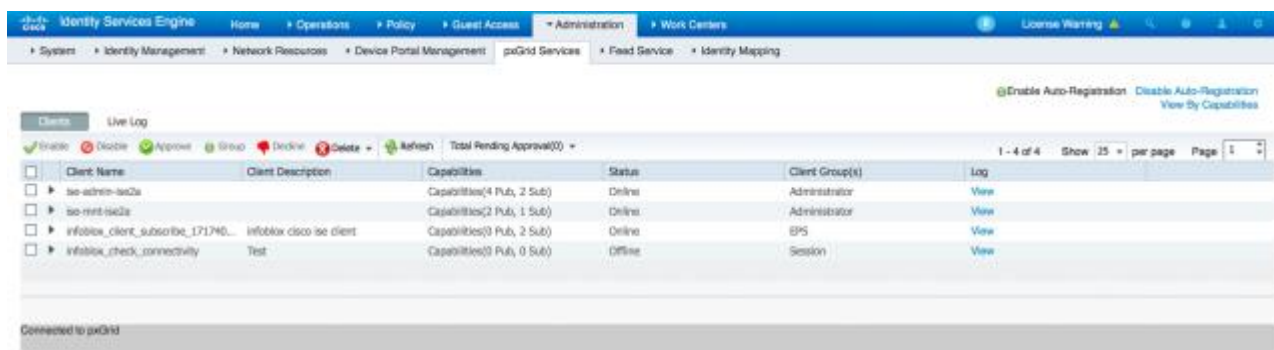 CISCO Identity Services Engine Home Operations Policy Guest Access Administration Work Centers License Warning
System Identity Management Network Resources Device Portal Management pxGrid Services Feed Service Identity Mapping
Enable Auto-Registration Disable Auto-Registration
View By Capabilities
Clients Live Log
Enable Disable Approve Group Decline Delete Refresh Total Pending Approval(0) 1 - 4 of 4 Show 25 per page Page 1
Client Name Client Description Capabilities Status Client Group(s) Log
ise-admin-ise2a Capabilities(4 Pub, 2 Sub) Online Administrator View
ise-mnt-ise2a Capabilities(2 Pub, 1 Sub) Online Administrator View
infoblox_client_subscribe_171740... infoblox cisco ise client Capabilities(0 Pub, 2 Sub) Online EPS View
infoblox_check_connectivity Test Capabilities(0 Pub, 0 Sub) Offline Session View
Connected to pxGrid